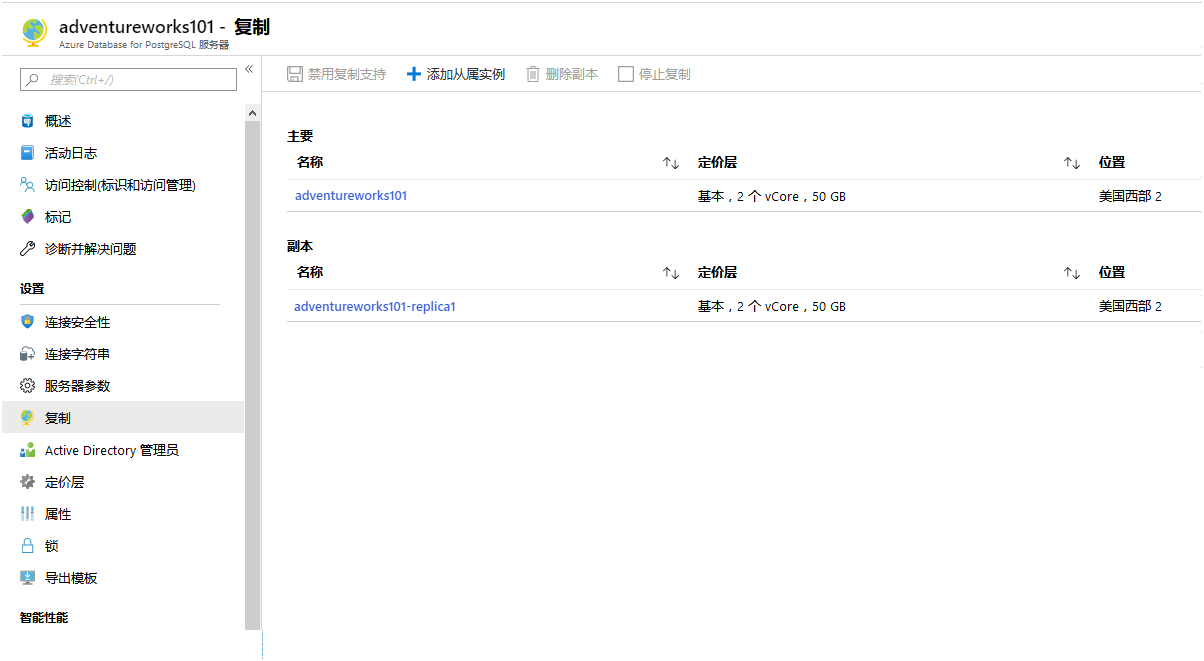 adventureworks101 - 复制
Azure Database for PostgreSQL 服务器
搜索(Ctrl+/)
«
概述
活动日志
访问控制(标识和访问管理)
标记
诊断并解决问题
设置
连接安全性
连接字符串
服务器参数
复制
Active Directory 管理员
定价层
属性
锁
导出模板
智能性能
禁用复制支持 添加从属实例 删除副本 停止复制
主要
名称 ↑↓ 定价层 ↑↓ 位置
adventureworks101 基本，2 个 vCore，50 GB 美国西部 2
副本
名称 ↑↓ 定价层 ↑↓ 位置
adventureworks101-replica1 基本，2 个 vCore，50 GB 美国西部 2